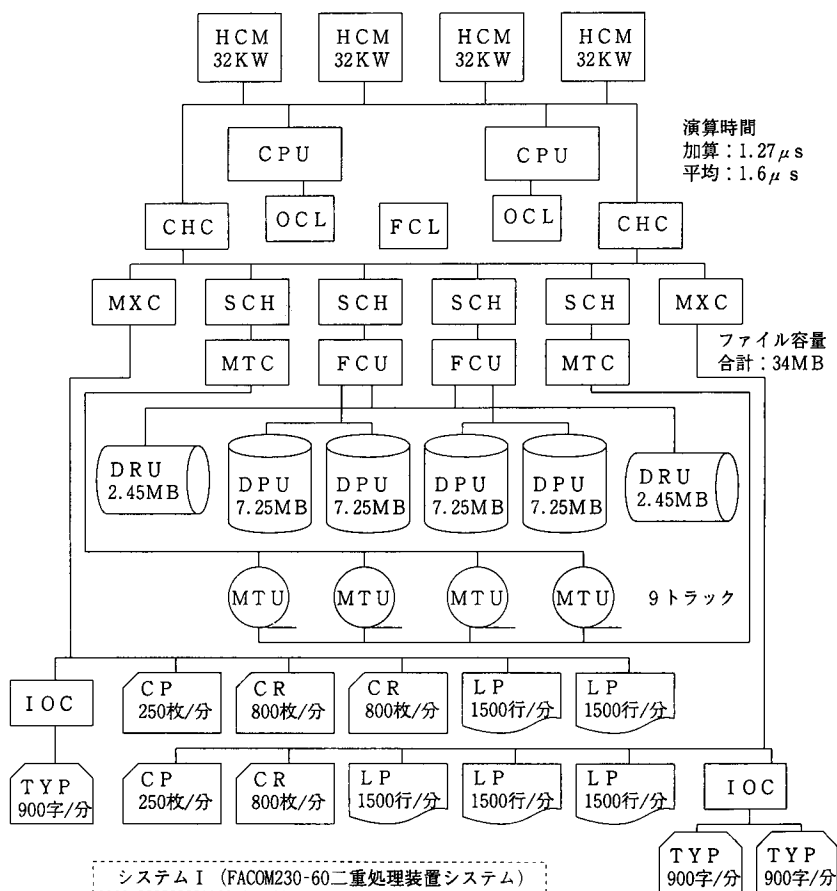 HCM
32KW
HCM
32KW
HCM
32KW
HCM
32KW
演算時間
加算：1.27μs
平均：1.6μs
CPU
CPU
CHC
OCL
FCL
OCL
CHC
MXC
SCH
SCH
SCH
SCH
MXC
ファイル容量
合計：34MB
MTC
FCU
FCU
MTC
DRU
2.45MB
DPU
7.25MB
DPU
7.25MB
DPU
7.25MB
DPU
7.25MB
DRU
2.45MB
MTU
MTU
MTU
MTU
9トラック
IOC
CP
250枚/分
CR
800枚/分
CR
800枚/分
LP
1500行/分
LP
1500行/分
TYP
900字/分
CP
250枚/分
CR
800枚/分
LP
1500行/分
LP
1500行/分
LP
1500行/分
IOC
TYP
900字/分
TYP
900字/分
システムI（FACOM230-60二重処理装置システム）